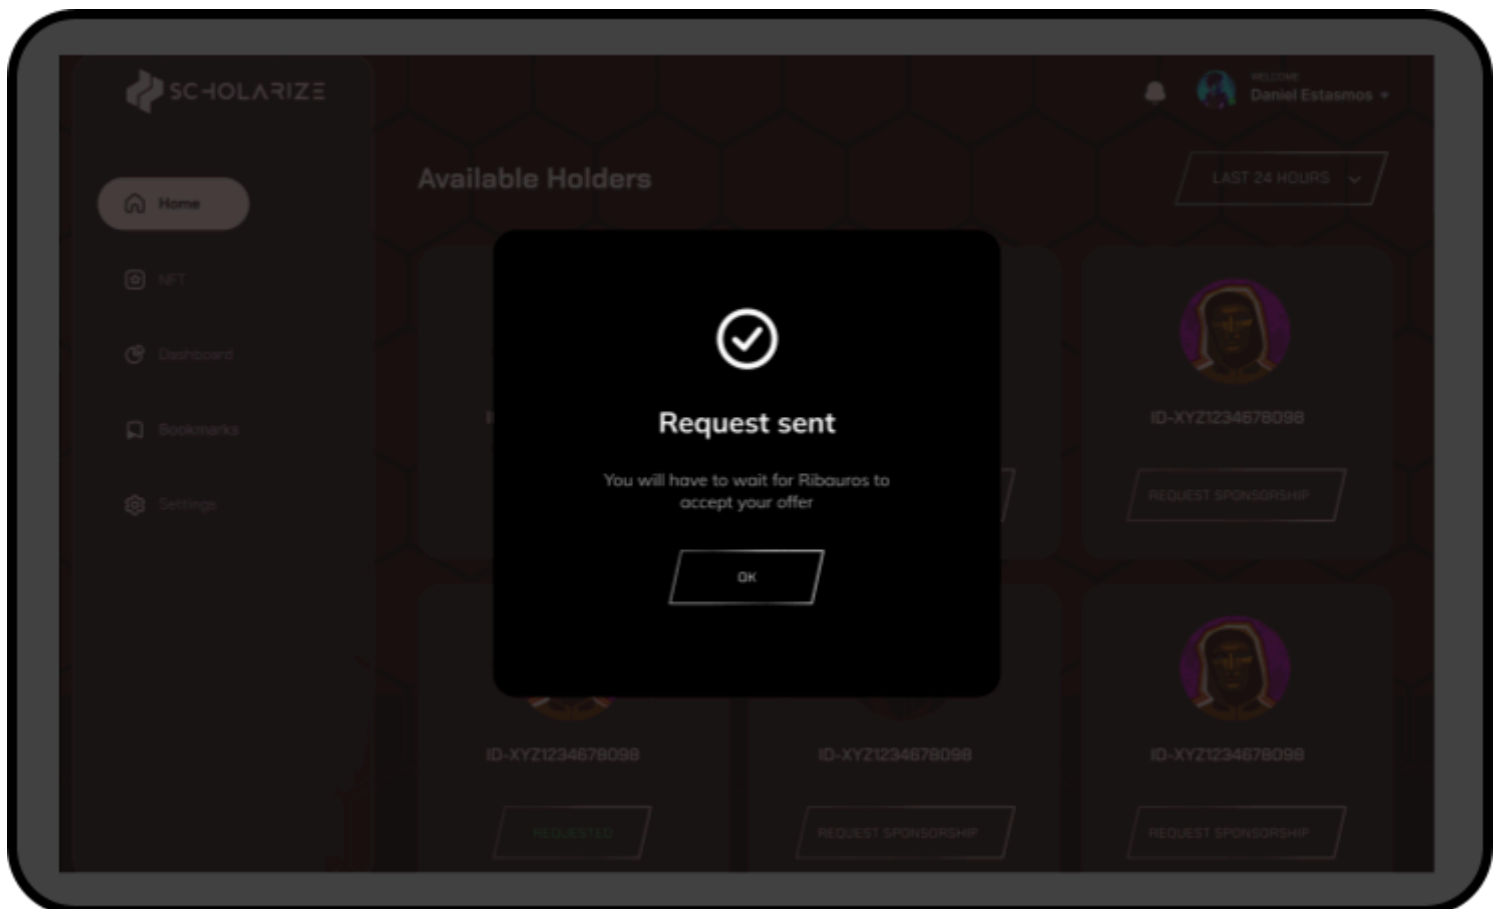 SCHOLARIZE
WELCOME
Daniel Estasmos
Home
NFT
Dashboard
Bookmarks
Settings
Available Holders
LAST 24 HOURS
ID-XYZ1234678098
REQUEST SPONSORSHIP
Request sent
You will have to wait for Ribauros to
accept your offer
OK
ID-XYZ1234678098
ID-XYZ1234678098
ID-XYZ1234678098
REQUESTED
REQUEST SPONSORSHIP
REQUEST SPONSORSHIP